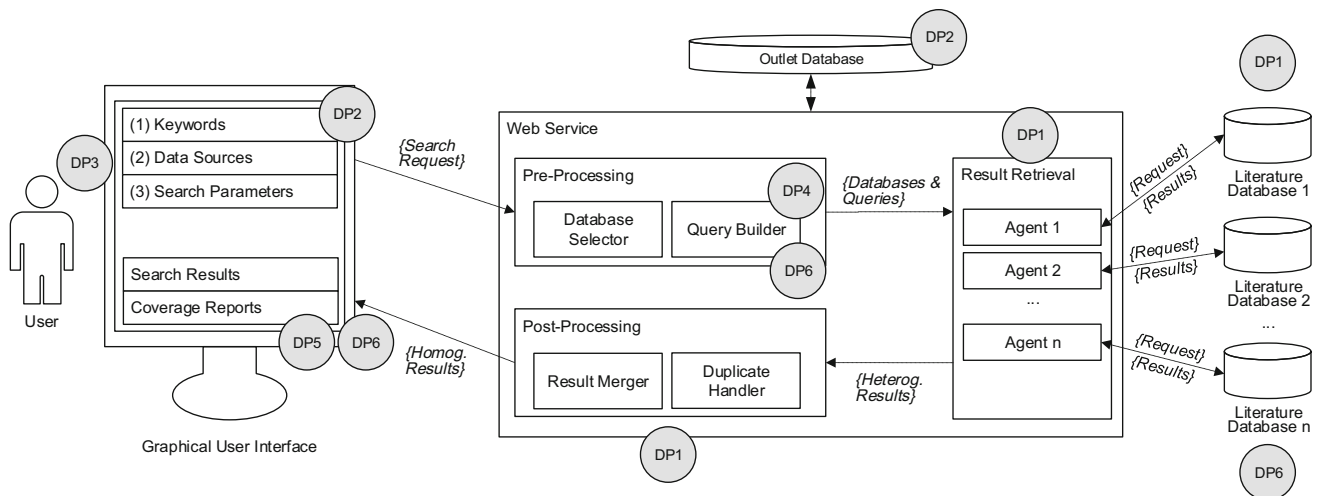 DP2
Outlet Database
DP1
DP2
(1) Keywords
(2) Data Sources
(3) Search Parameters
DP3
Search Results
Coverage Reports
DP5
DP6
User
Graphical User Interface
{Search
Request}
{Homog.
Results}
Web Service
Pre-Processing
DP4
Database
Selector
Query Builder
DP6
{Databases &
Queries}
Post-Processing
Result Merger
Duplicate
Handler
{Heterog.
Results}
DP1
DP1
Result Retrieval
Agent 1
Agent 2
...
Agent n
{Request}
{Results}
{Request}
{Results}
{Request}
{Results}
Literature
Database 1
Literature
Database 2
...
Literature
Database n
DP6